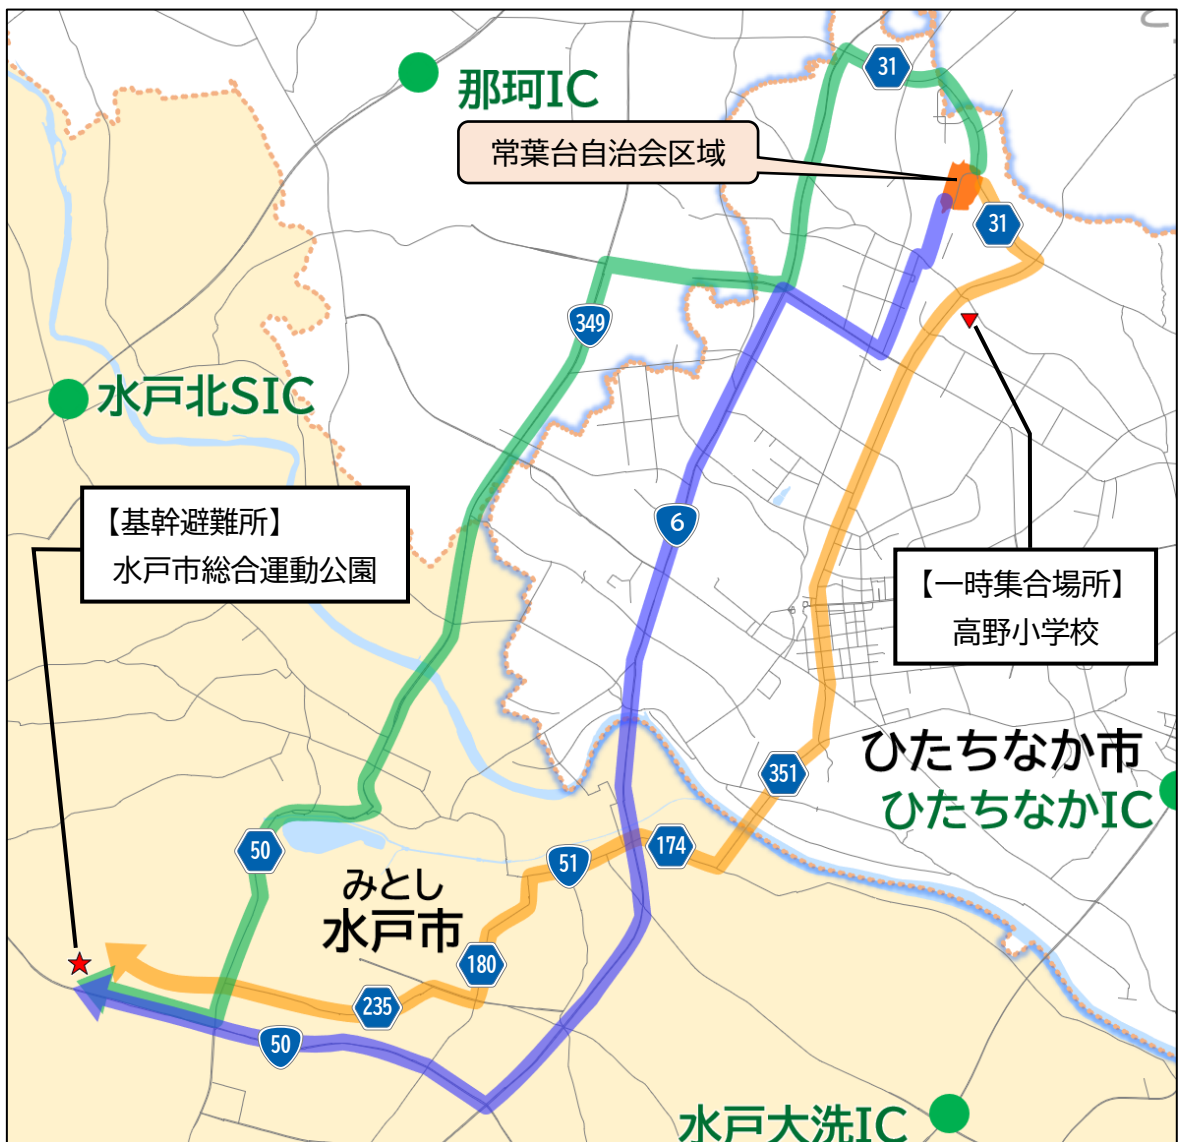 31
那珂IC
常葉台自治会区域
31
349
水戸北SIC
【基幹避難所】
水戸市総合運動公園
6
【一時集合場所】
高野小学校
ひたちなか市
ひたちなかIC
351
50
174
51
みとし
水戸市
180
235
50
水戸大洗IC